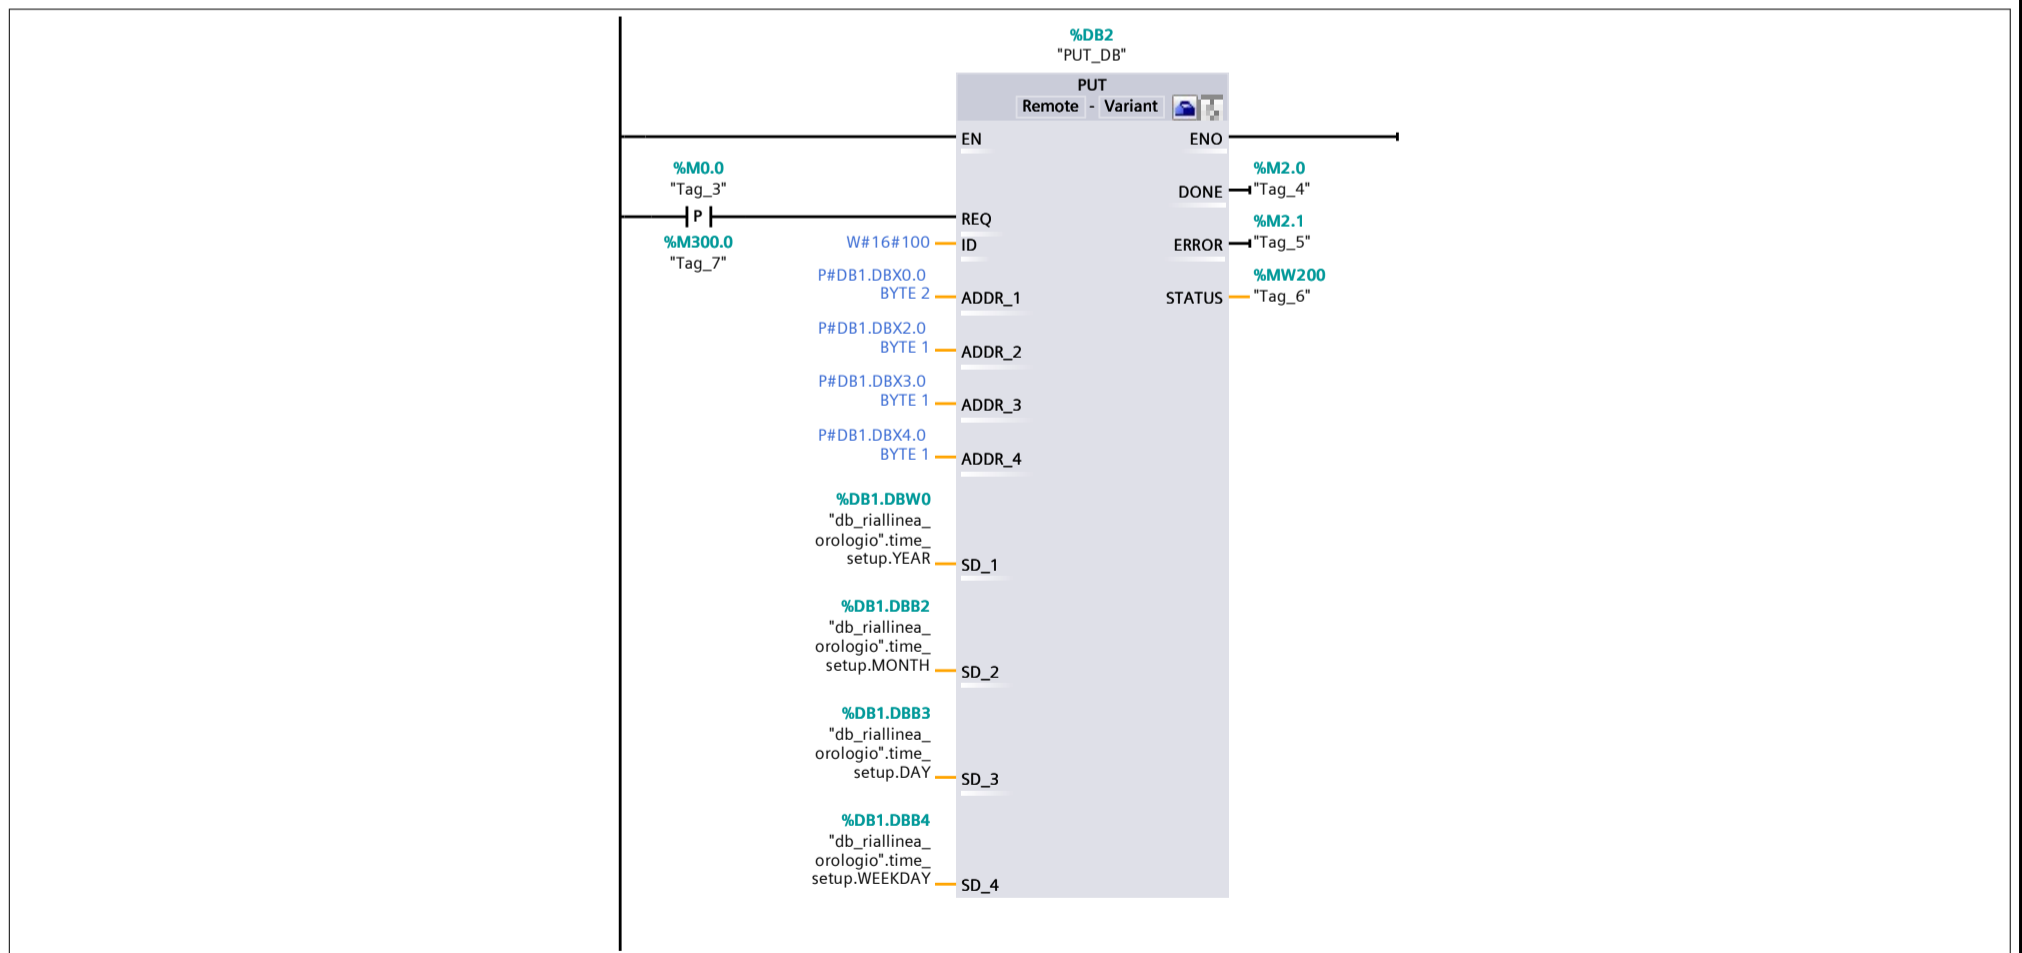 %DB2
"PUT_DB"
PUT
Remote - Variant
EN
ENO
%M0.0
"Tag_3"
P
%M300.0
"Tag_7"
REQ
%M2.0
DONE
"Tag_4"
W#16#100
ID
%M2.1
ERROR
"Tag_5"
P#DB1.DBX0.0
BYTE 2
ADDR_1
%MW200
STATUS
"Tag_6"
P#DB1.DBX2.0
BYTE 1
ADDR_2
P#DB1.DBX3.0
BYTE 1
ADDR_3
P#DB1.DBX4.0
BYTE 1
ADDR_4
%DB1.DBW0
"db_riallinea_
orologio".time_
setup.YEAR
SD_1
%DB1.DBB2
"db_riallinea_
orologio".time_
setup.MONTH
SD_2
%DB1.DBB3
"db_riallinea_
orologio".time_
setup.DAY
SD_3
%DB1.DBB4
"db_riallinea_
orologio".time_
setup.WEEKDAY
SD_4